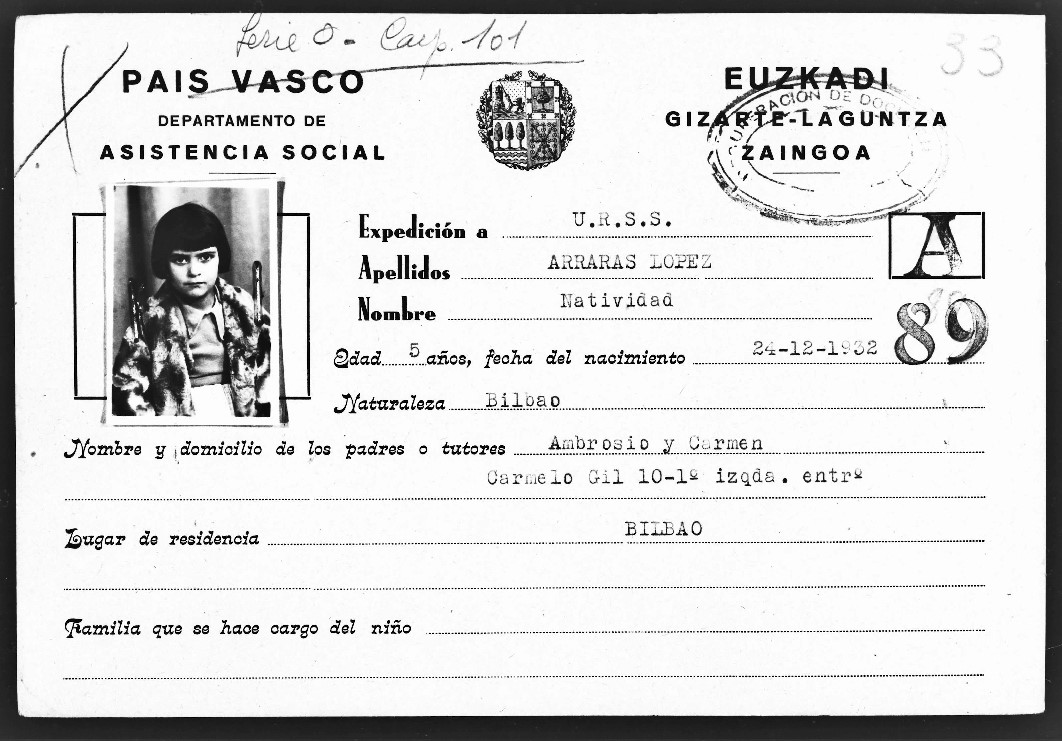 Serie O - Carp. 101
33
PAIS VASCO
DEPARTAMENTO DE
ASISTENCIA SOCIAL
EUZKADI
GIZARTE-LAGUNTZA
ZAINGOA
DE
Expedición a U.R.S.S.
A
Apellidos ARRARAS LOPEZ
Nombre Natividad
89
Edad 5 años, fecha del nacimiento 24-12-1932
Naturaleza Bilbao
Nombre y domicilio de los padres o tutores Ambrosio y Carmen
Carmelo Gil 10-1º izqda. entrº
Lugar de residencia BILBAO
Familia que se hace cargo del niño